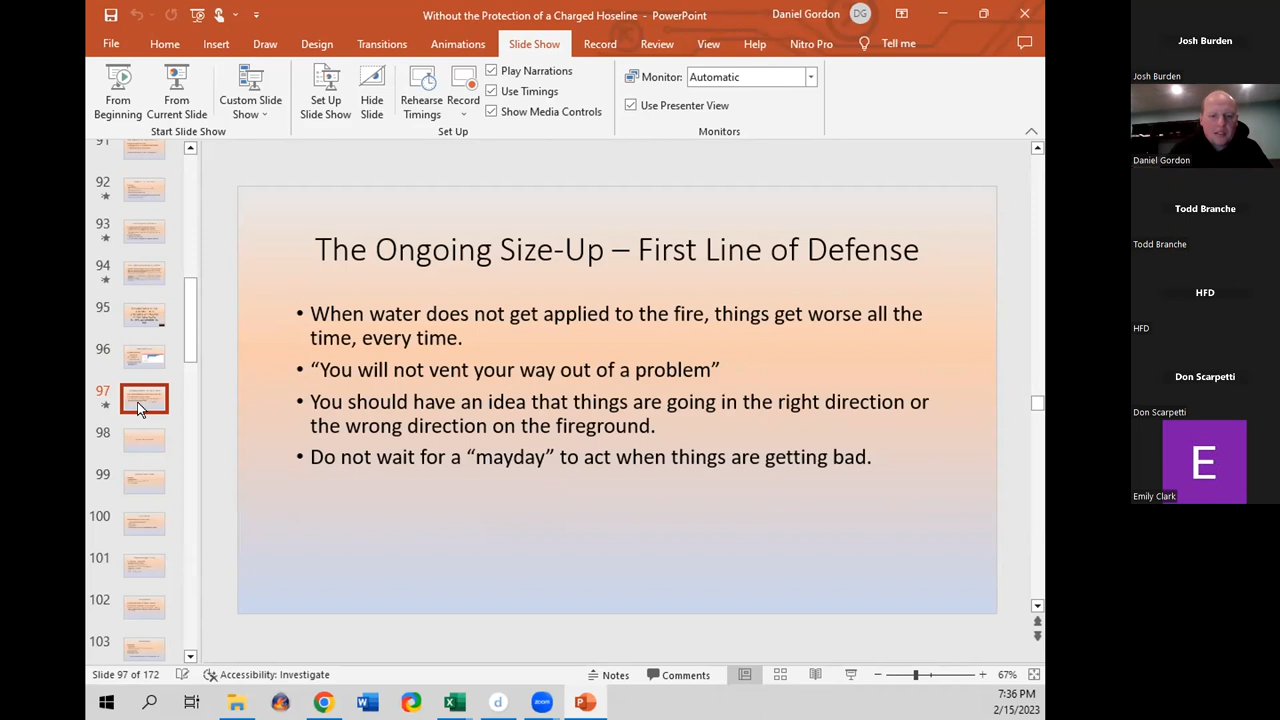 Without the Protection of a Charged Hoseline - PowerPoint
Daniel Gordon
DG
File
Home
Insert
Draw
Design
Transitions
Animations
Slide Show
Record
Review
View
Help
Nitro Pro
Tell me
From
Beginning
From
Current Slide
Custom Slide
Show
Start Slide Show
Set Up
Slide Show
Hide
Slide
Rehearse
Timings
Record
Play Narrations
Use Timings
Show Media Controls
Set Up
Monitor:
Automatic
Use Presenter View
Monitors
91
92
93
94
95
96
97
98
99
100
101
102
103
The Ongoing Size-Up – First Line of Defense
• When water does not get applied to the fire, things get worse all the
time, every time.
• “You will not vent your way out of a problem”
• You should have an idea that things are going in the right direction or
the wrong direction on the fireground.
• Do not wait for a “mayday” to act when things are getting bad.
Slide 97 of 172
Accessibility: Investigate
Notes
Comments
67%
zoom
7:36 PM
2/15/2023
Josh Burden
Josh Burden
Daniel Gordon
Todd Branche
Todd Branche
HFD
HFD
Don Scarpetti
Don Scarpetti
E
Emily Clark